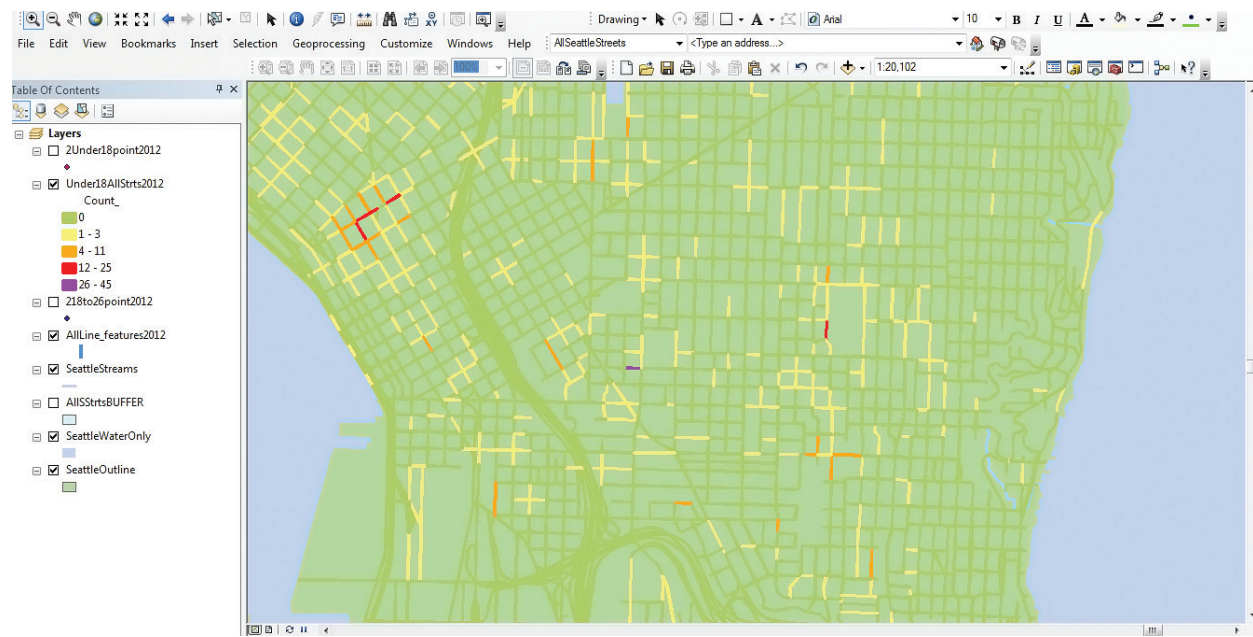 Drawing
Arial
10
B I U A
File Edit View Bookmarks Insert Selection Geoprocessing Customize Windows Help
AllSeattleStreets
<Type an address...>
100%
1:20,102
Table Of Contents
Layers
2Under18point2012
Under18AllStrts2012
Count_
0
1 - 3
4 - 11
12 - 25
26 - 45
218to26point2012
AllLine_features2012
SeattleStreams
AllSStrtsBUFFER
SeattleWaterOnly
SeattleOutline